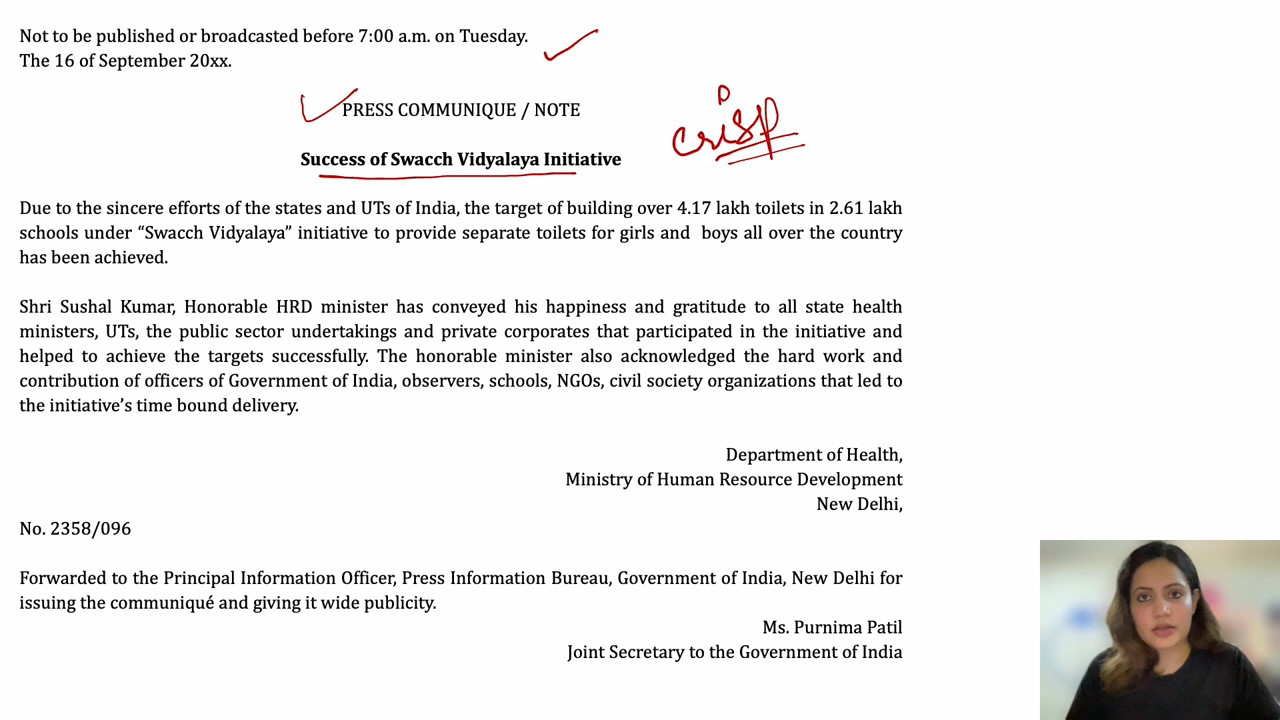 Not to be published or broadcasted before 7:00 a.m. on Tuesday.
The 16 of September 20xx.
PRESS COMMUNIQUE / NOTE
crisp
Success of Swacch Vidyalaya Initiative
Due to the sincere efforts of the states and UTs of India, the target of building over 4.17 lakh toilets in 2.61 lakh
schools under “Swacch Vidyalaya” initiative to provide separate toilets for girls and boys all over the country
has been achieved.
Shri Sushal Kumar, Honorable HRD minister has conveyed his happiness and gratitude to all state health
ministers, UTs, the public sector undertakings and private corporates that participated in the initiative and
helped to achieve the targets successfully. The honorable minister also acknowledged the hard work and
contribution of officers of Government of India, observers, schools, NGOs, civil society organizations that led to
the initiative’s time bound delivery.
Department of Health,
Ministry of Human Resource Development
New Delhi,
No. 2358/096
Forwarded to the Principal Information Officer, Press Information Bureau, Government of India, New Delhi for
issuing the communiqué and giving it wide publicity.
Ms. Purnima Patil
Joint Secretary to the Government of India